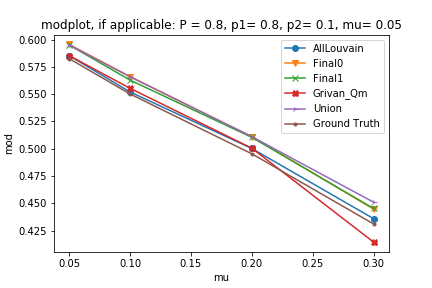 modplot, if applicable: P = 0.8, p1= 0.8, p2= 0.1, mu= 0.05
0.600
0.575
0.550
0.525
0.500
0.475
0.450
0.425
mod
AllLouvain
Final0
Final1
Grivan_Qm
Union
Ground Truth
0.05 0.10 0.15 0.20 0.25 0.30
mu